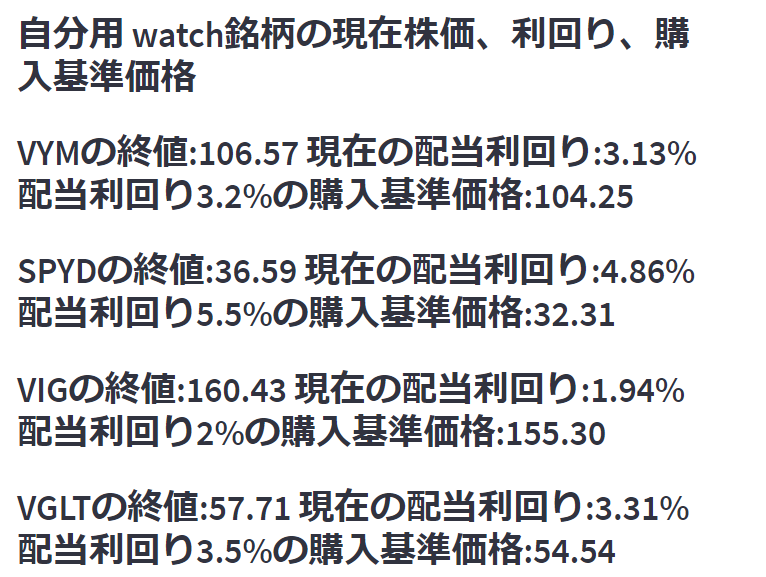 自分用 watch銘柄の現在株価、利回り、購
入基準価格
VYMの終値:106.57 現在の配当利回り:3.13%
配当利回り3.2%の購入基準価格:104.25
SPYDの終値:36.59 現在の配当利回り:4.86%
配当利回り5.5%の購入基準価格:32.31
VIGの終値:160.43 現在の配当利回り:1.94%
配当利回り2%の購入基準価格:155.30
VGLTの終値:57.71 現在の配当利回り:3.31%
配当利回り3.5%の購入基準価格:54.54